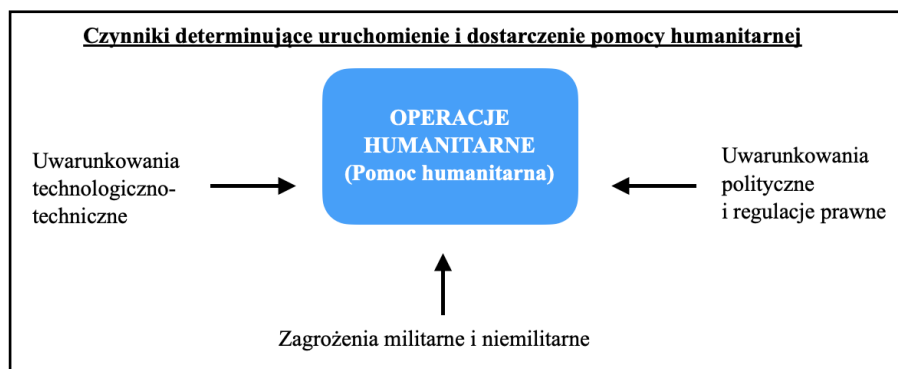 Czynniki determinujące uruchomienie i dostarczenie pomocy humanitarnej
OPERACJE
HUMANITARNE
(Pomoc humanitarna)
Uwarunkowania
technologiczno-
techniczne
Uwarunkowania
polityczne
i regulacje prawne
Zagrożenia militarne i niemilitarne